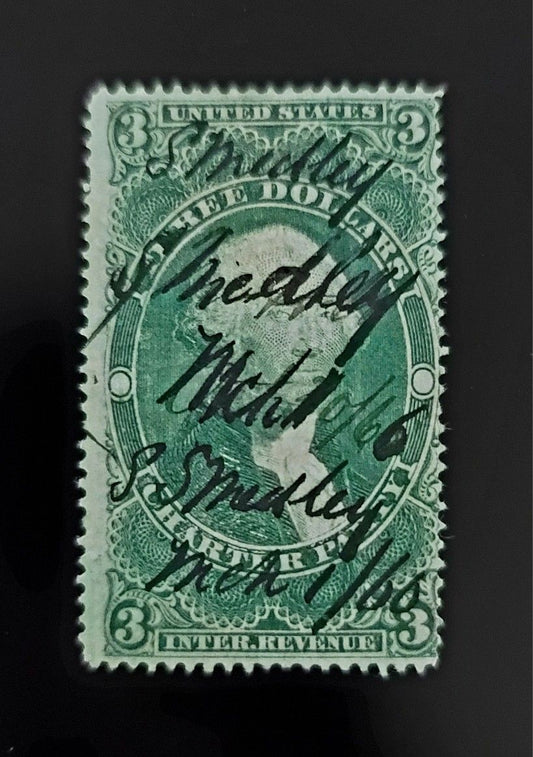 UNITED STATES
3 3
S Smedley
THREE DOLLARS
S Smedley
Mch 10/66
S Smedley
CHARTER PARTY
Mch 1/66
3 3
INTER. REVENUE